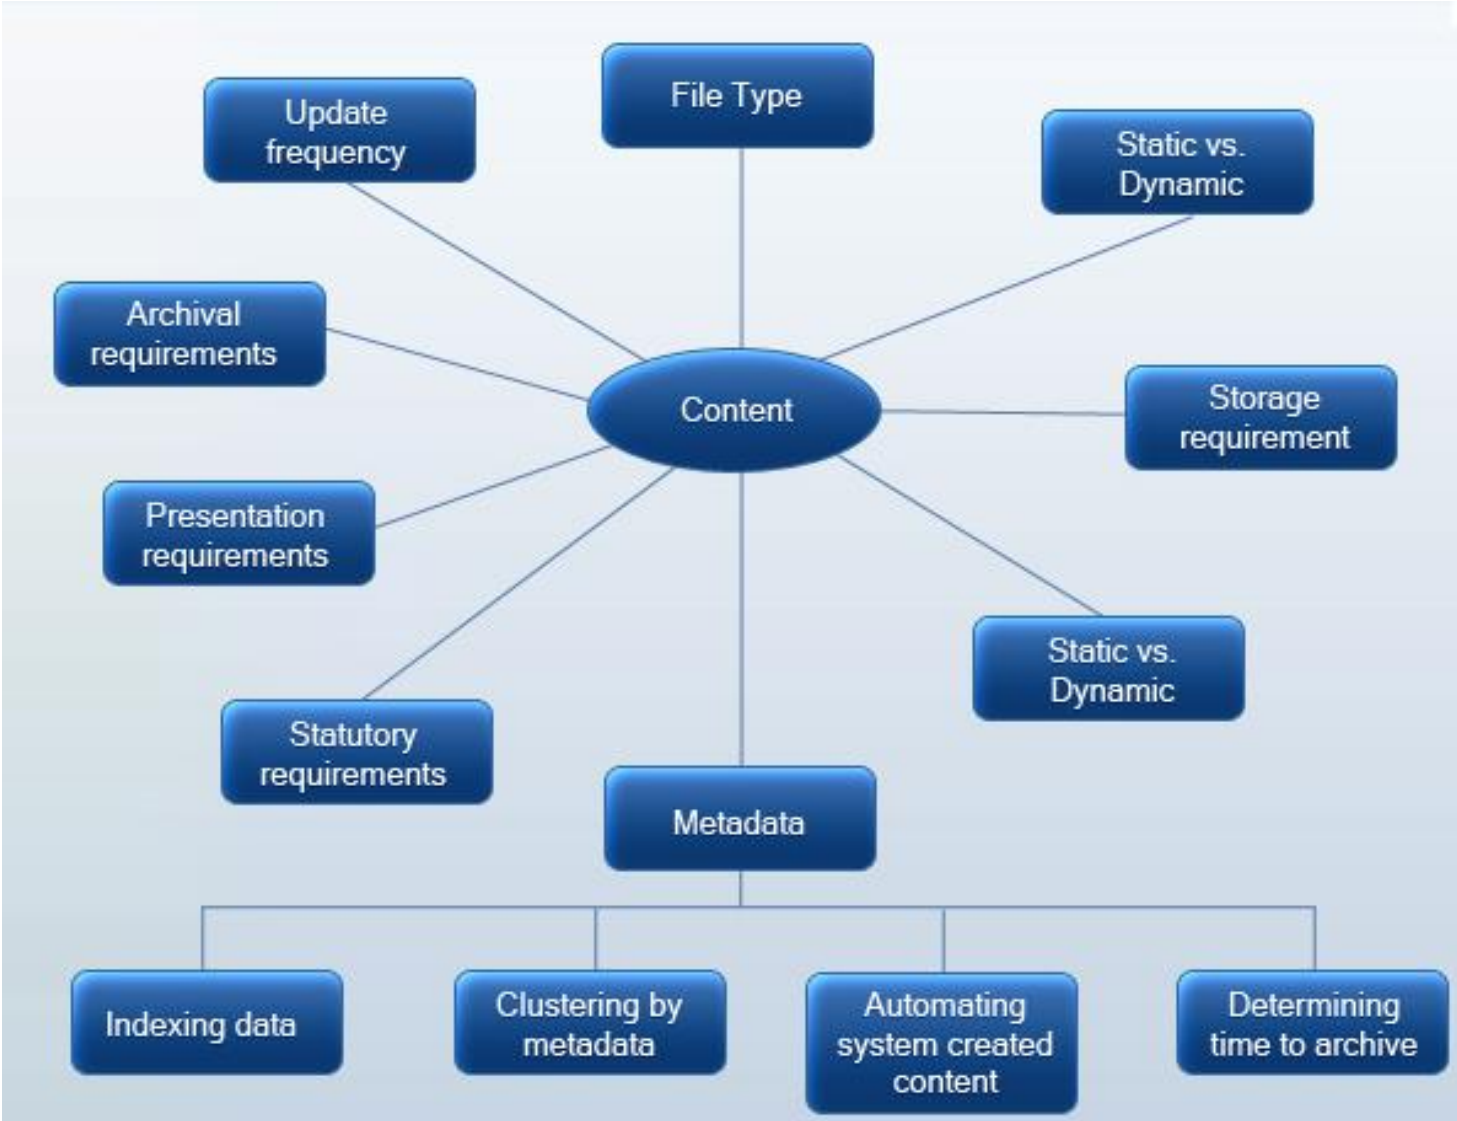 File Type
Update
frequency
Static vs.
Dynamic
Archival
requirements
Content
Storage
requirement
Presentation
requirements
Static vs.
Dynamic
Statutory
requirements
Metadata
Indexing data
Clustering by
metadata
Automating
system created
content
Determining
time to archive